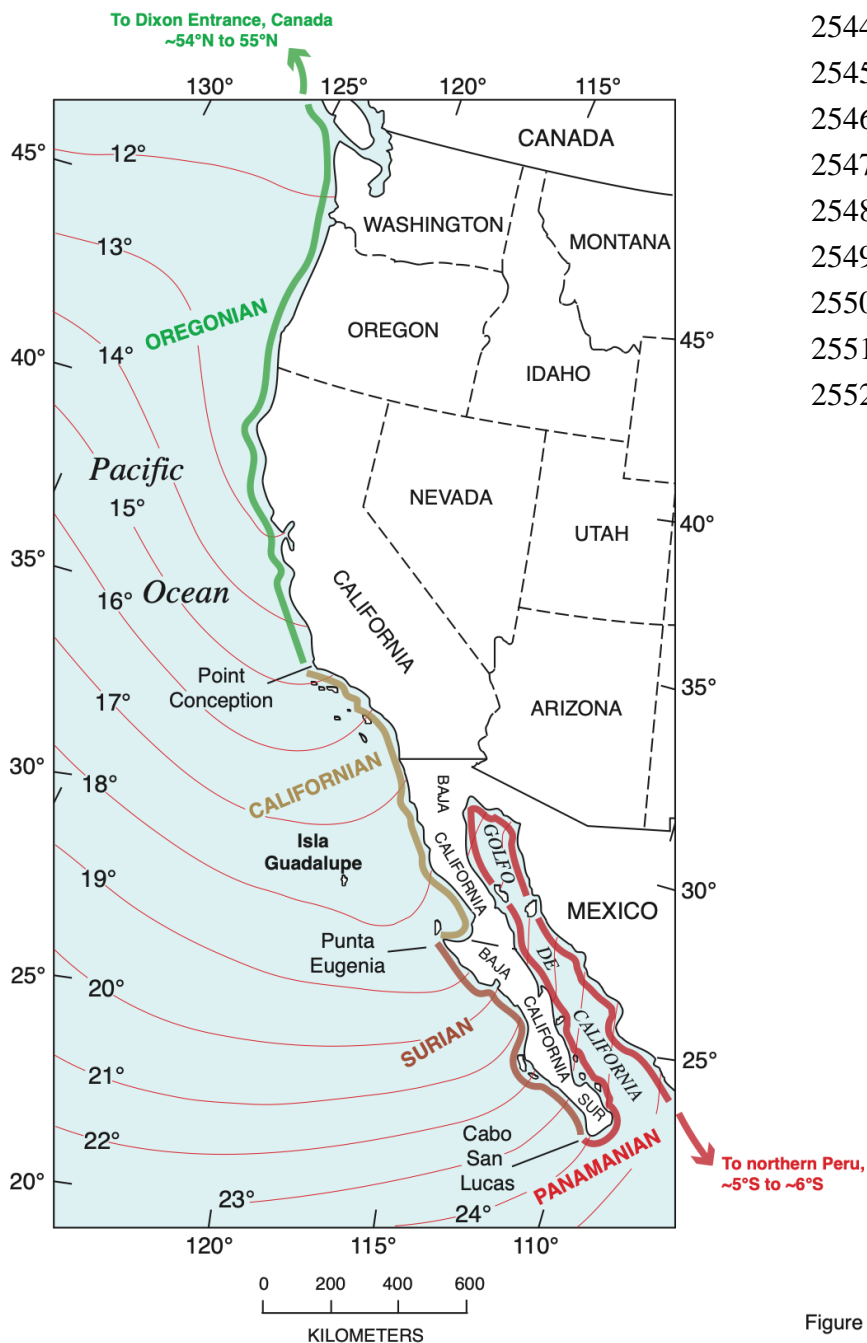 To Dixon Entrance, Canada
~54°N to 55°N
2544
2545
2546
2547
2548
2549
2550
2551
2552
130°
125°
120°
115°
CANADA
45°
12°
WASHINGTON
MONTANA
13°
OREGONIAN
OREGON
45°
40°
14°
IDAHO
Pacific
NEVADA
15°
40°
UTAH
35°
Ocean
16°
CALIFORNIA
Point
Conception
35°
17°
ARIZONA
30°
CALIFORNIAN
18°
BAJA
CALIFORNIA
GOLFO
DE
CALIFORNIA
Isla
Guadalupe
19°
30°
MEXICO
Punta
Eugenia
BAJA
CALIFORNIA
SUR
25°
20°
SURIAN
25°
21°
22°
Cabo
San
Lucas
PANAMANIAN
To northern Peru,
~5°S to ~6°S
20°
23°
24°
120°
115°
110°
0 200 400 600
KILOMETERS
Figure